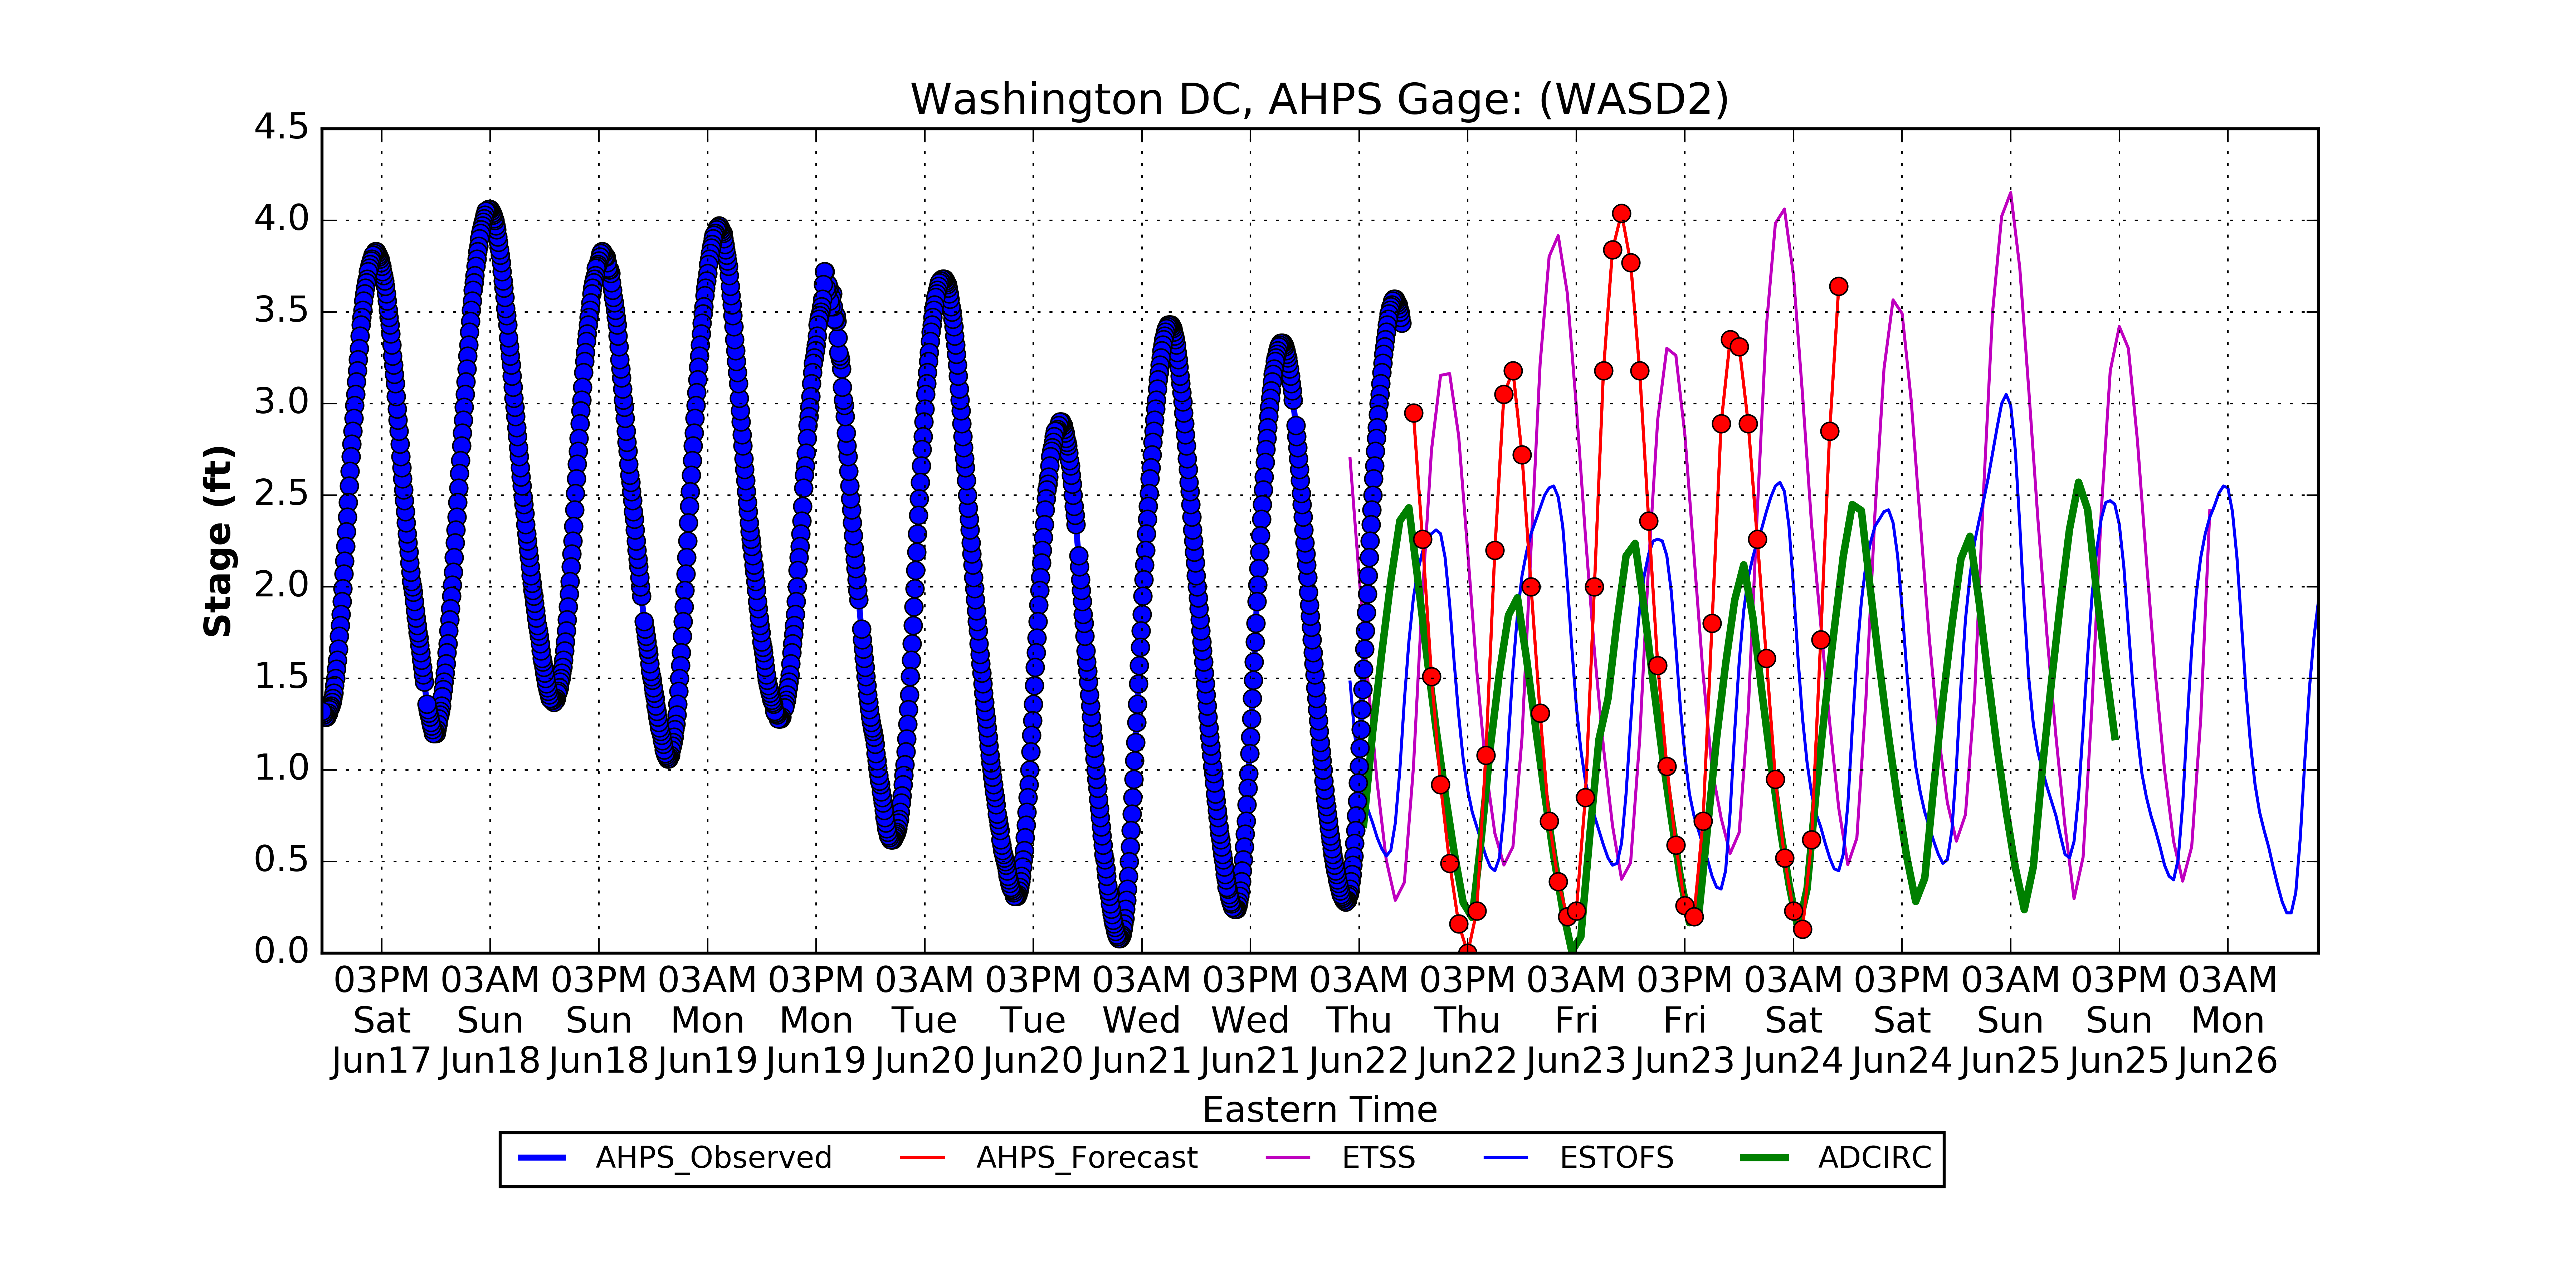 Washington DC, AHPS Gage: (WASD2)
4.5
4.0
3.5
3.0
2.5
2.0
1.5
1.0
0.5
0.0
Stage (ft)
03PM 03AM 03PM 03AM 03PM 03AM 03PM 03AM 03PM 03AM 03PM 03AM 03PM 03AM 03PM 03AM 03PM 03AM
Sat Sun Sun Mon Mon Tue Tue Wed Wed Thu Thu Fri Fri Sat Sat Sun Sun Mon
Jun17 Jun18 Jun18 Jun19 Jun19 Jun20 Jun20 Jun21 Jun21 Jun22 Jun22 Jun23 Jun23 Jun24 Jun24 Jun25 Jun25 Jun26
Eastern Time
AHPS_Observed AHPS_Forecast ETSS ESTOFS ADCIRC